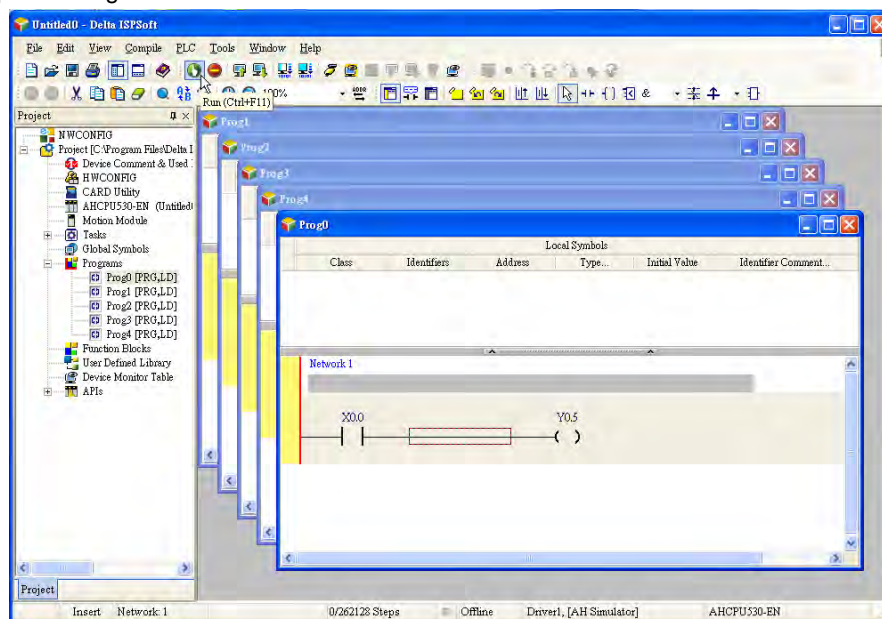 Untitled0 - Delta ISPSoft
File Edit View Compile PLC Tools Window Help
Run (Ctrl+F11)
Project
NWCONFIG
Project [C:\Program Files\Delta I
Device Comment & Used
HWCONFIG
CARD Utility
AHCPU530-EN (Untitled
Motion Module
Tasks
Global Symbols
Programs
Prog0 [PRG,LD]
Prog1 [PRG,LD]
Prog2 [PRG,LD]
Prog3 [PRG,LD]
Prog4 [PRG,LD]
Function Blocks
User Defined Library
Device Monitor Table
APIs
Prog1
Prog2
Prog3
Prog4
Prog0
Local Symbols
Class Identifiers Address Type... Initial Value Identifier Comment...
Network 1
X0.0 Y0.5
Project
Insert Network: 1 0/262128 Steps Offline Driver1, [AH Simulator] AHCPU530-EN